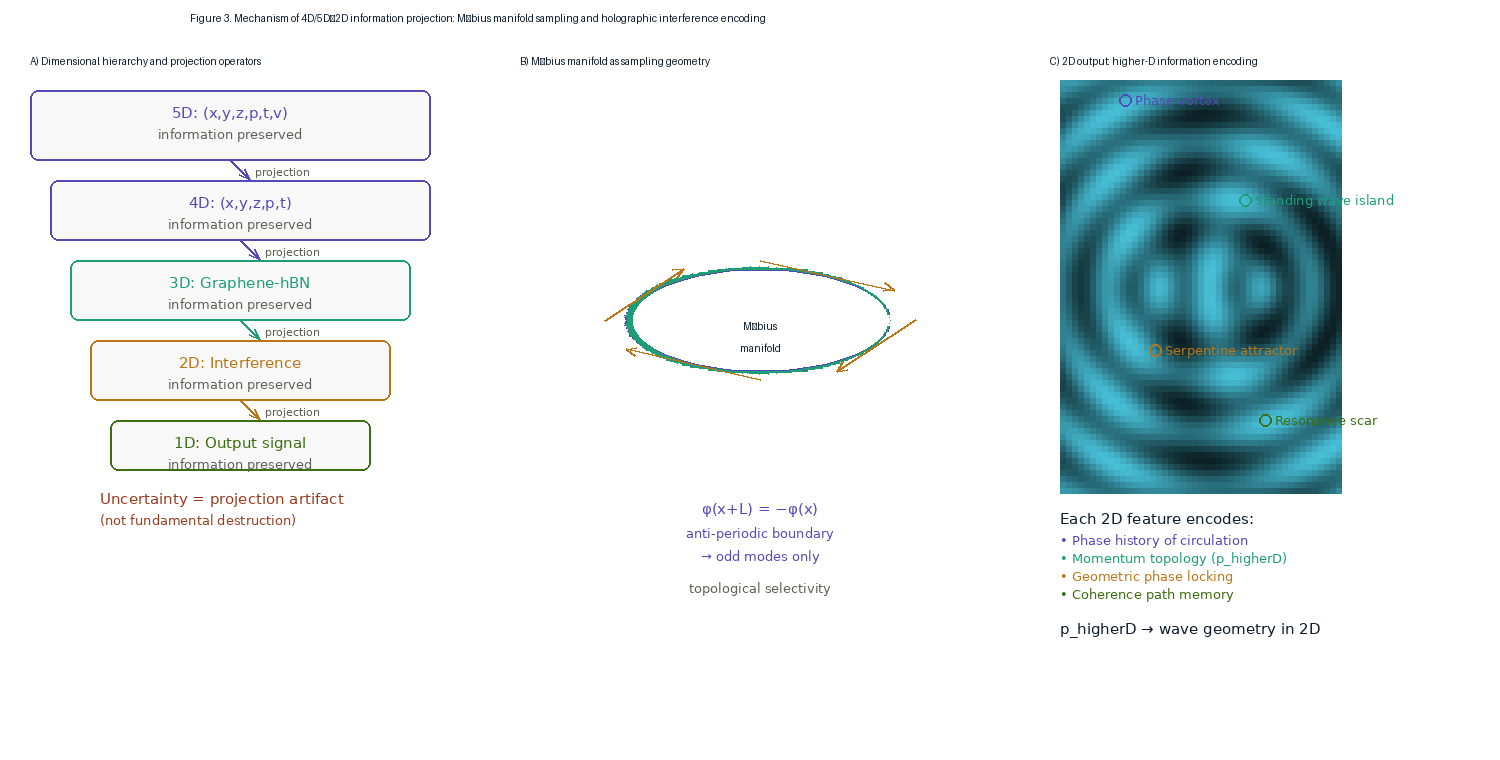 Figure 3. Mechanism of 4D/5D▯2D information projection: M▯bius manifold sampling and holographic interference encoding
A) Dimensional hierarchy and projection operators
5D: (x,y,z,p,t,v)
information preserved
projection
4D: (x,y,z,p,t)
information preserved
projection
3D: Graphene-hBN
information preserved
projection
2D: Interference
information preserved
projection
1D: Output signal
information preserved
Uncertainty = projection artifact
(not fundamental destruction)
B) M▯bius manifold as sampling geometry
M▯bius
manifold
φ(x+L) = −φ(x)
anti-periodic boundary
→ odd modes only
topological selectivity
C) 2D output: higher-D information encoding
Phase vortex
Standing wave island
Serpentine attractor
Resonance scar
Each 2D feature encodes:
• Phase history of circulation
• Momentum topology (p_higherD)
• Geometric phase locking
• Coherence path memory
p_higherD → wave geometry in 2D